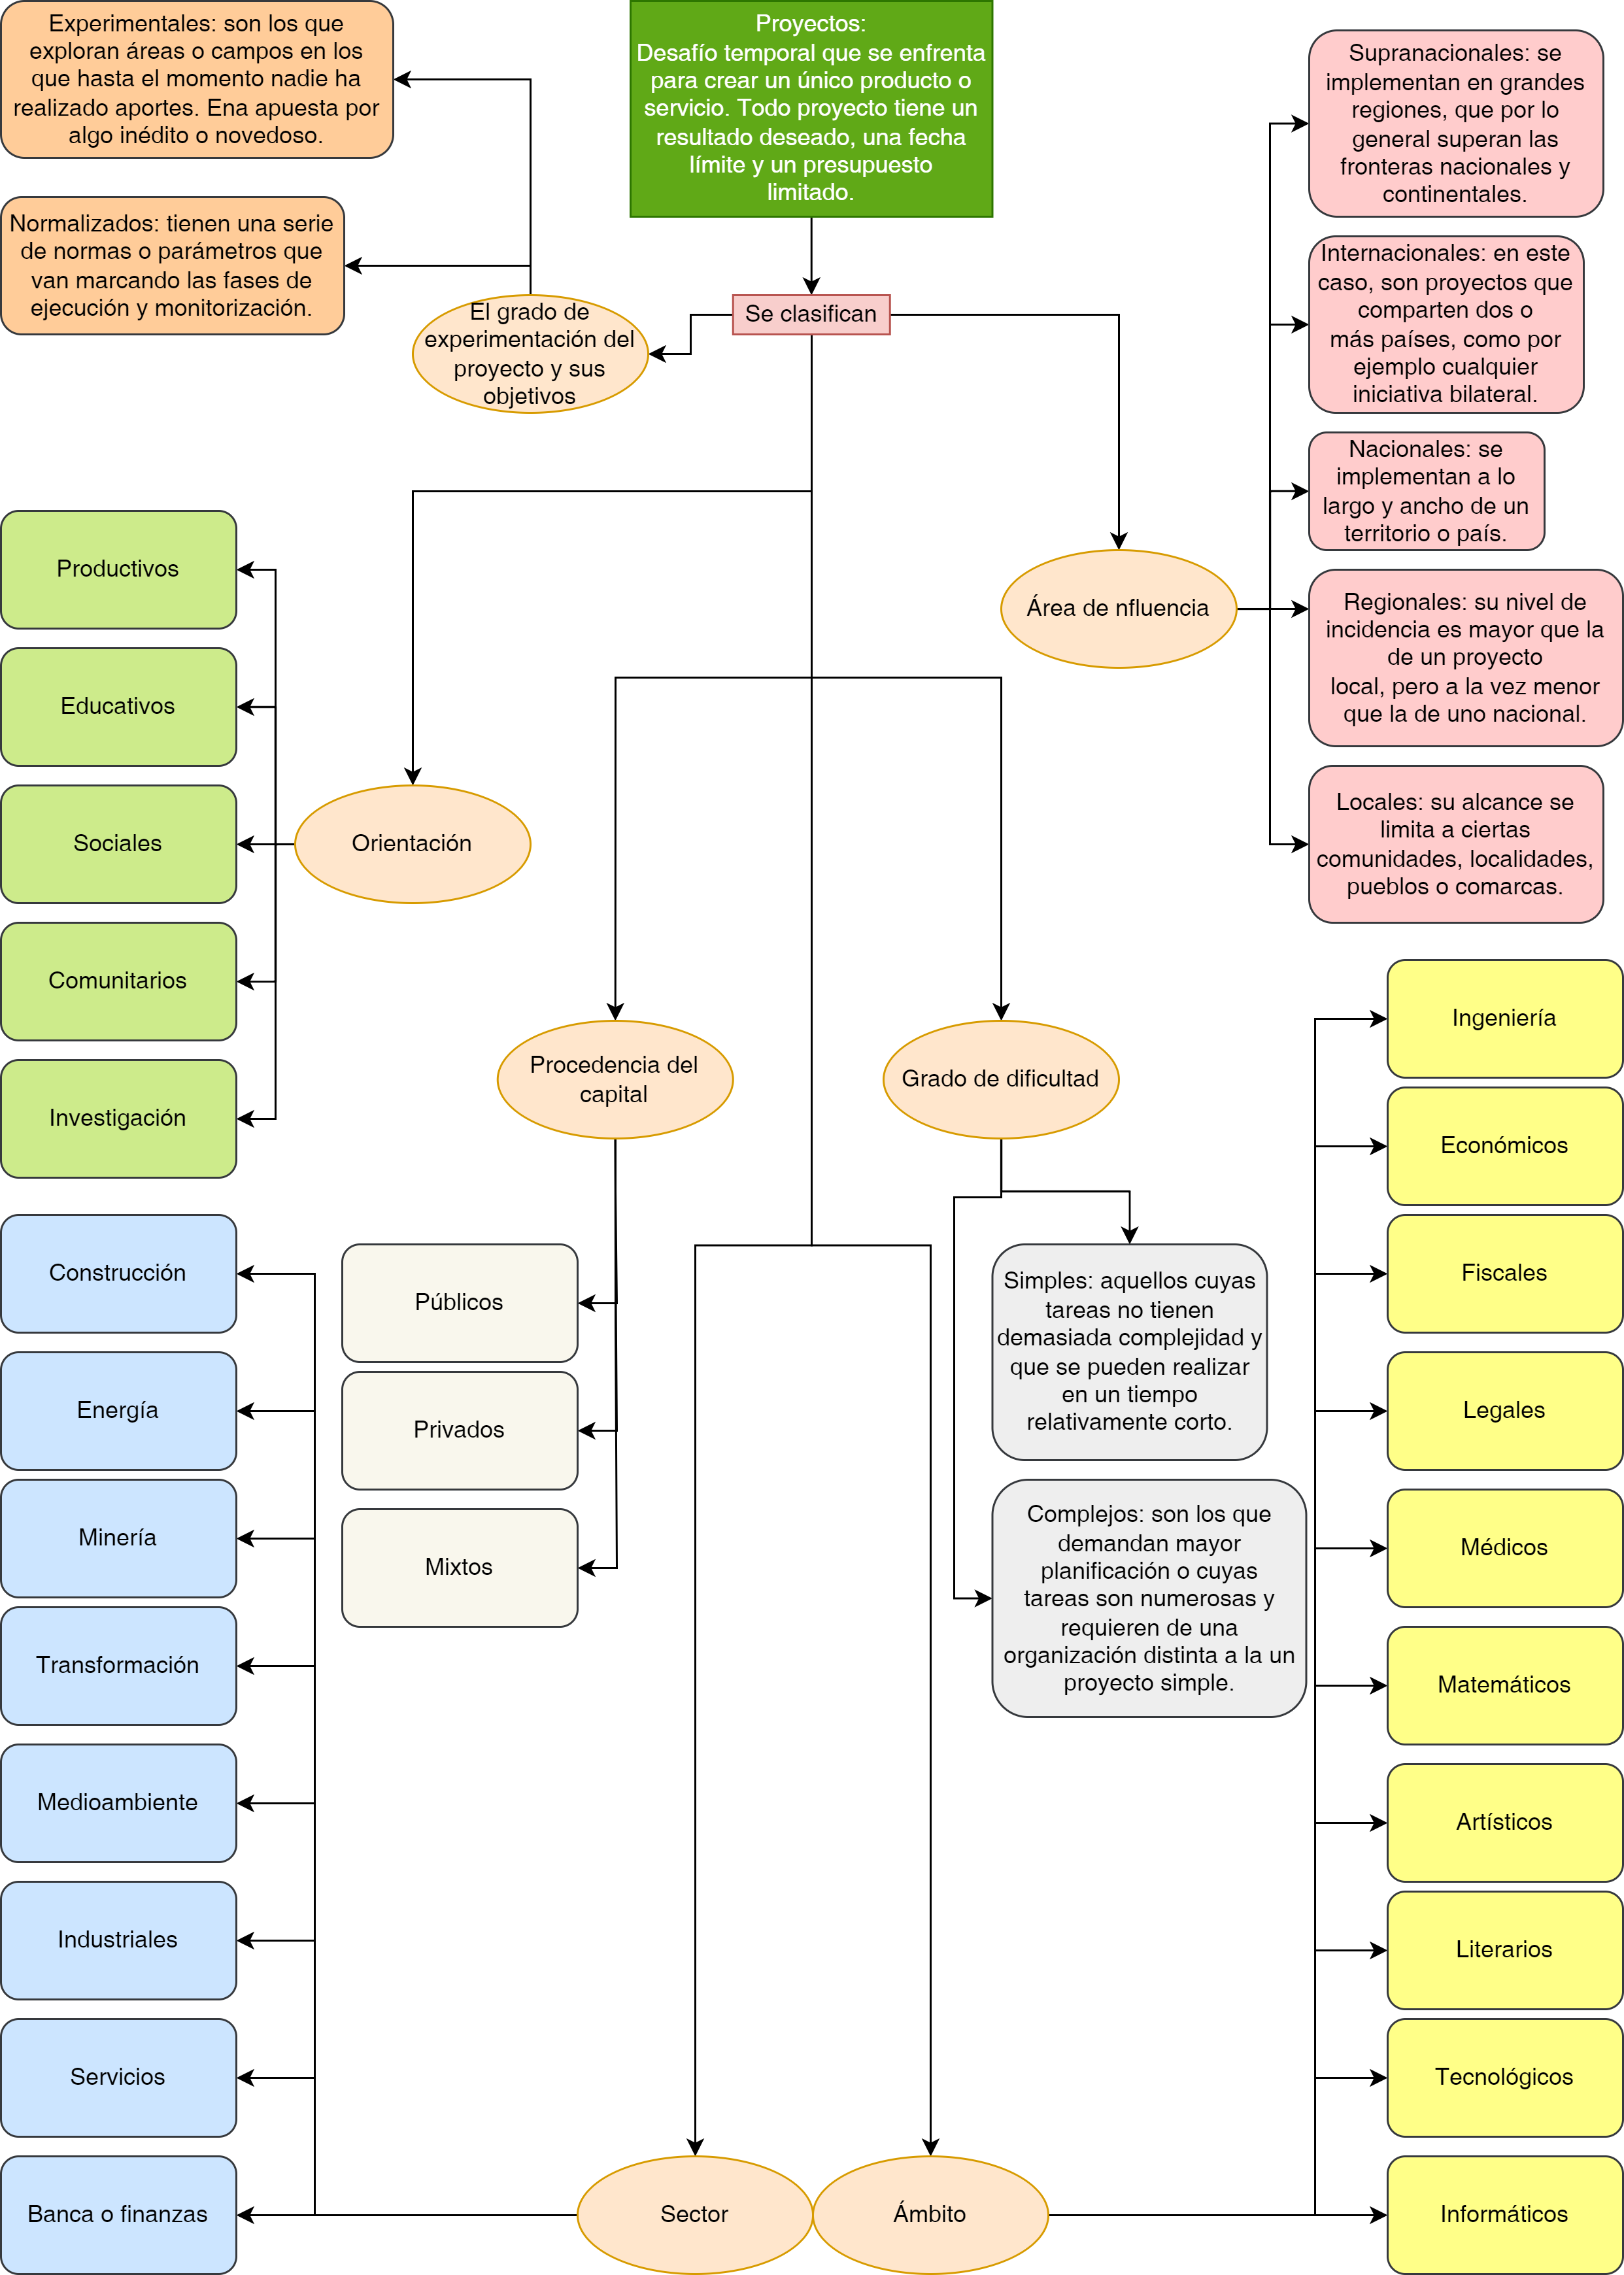 Proyectos:
Desafío temporal que se enfrenta
para crear un único producto o
servicio. Todo proyecto tiene un
resultado deseado, una fecha
límite y un presupuesto
limitado.
Se clasifican
El grado de
experimentación del
proyecto y sus
objetivos
Experimentales: son los que
exploran áreas o campos en los
que hasta el momento nadie ha
realizado aportes. Ena apuesta por
algo inédito o novedoso.
Normalizados: tienen una serie
de normas o parámetros que
van marcando las fases de
ejecución y monitorización.
Área de nfluencia
Supranacionales: se
implementan en grandes
regiones, que por lo
general superan las
fronteras nacionales y
continentales.
Internacionales: en este
caso, son proyectos que
comparten dos o
más países, como por
ejemplo cualquier
iniciativa bilateral.
Nacionales: se
implementan a lo
largo y ancho de un
territorio o país.
Regionales: su nivel de
incidencia es mayor que la
de un proyecto
local, pero a la vez menor
que la de uno nacional.
Locales: su alcance se
limita a ciertas
comunidades, localidades,
pueblos o comarcas.
Orientación
Productivos
Educativos
Sociales
Comunitarios
Investigación
Procedencia del
capital
Públicos
Privados
Mixtos
Grado de dificultad
Simples: aquellos cuyas
tareas no tienen
demasiada complejidad y
que se pueden realizar
en un tiempo
relativamente corto.
Complejos: son los que
demandan mayor
planificación o cuyas
tareas son numerosas y
requieren de una
organización distinta a la un
proyecto simple.
Sector
Construcción
Energía
Minería
Transformación
Medioambiente
Industriales
Servicios
Banca o finanzas
Ámbito
Ingeniería
Económicos
Fiscales
Legales
Médicos
Matemáticos
Artísticos
Literarios
Tecnológicos
Informáticos